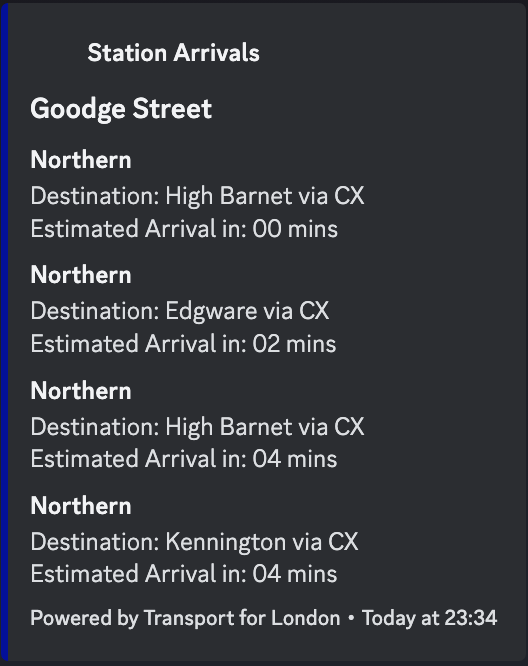 Station Arrivals
Goodge Street
Northern
Destination: High Barnet via CX
Estimated Arrival in: 00 mins
Northern
Destination: Edgware via CX
Estimated Arrival in: 02 mins
Northern
Destination: High Barnet via CX
Estimated Arrival in: 04 mins
Northern
Destination: Kennington via CX
Estimated Arrival in: 04 mins
Powered by Transport for London • Today at 23:34